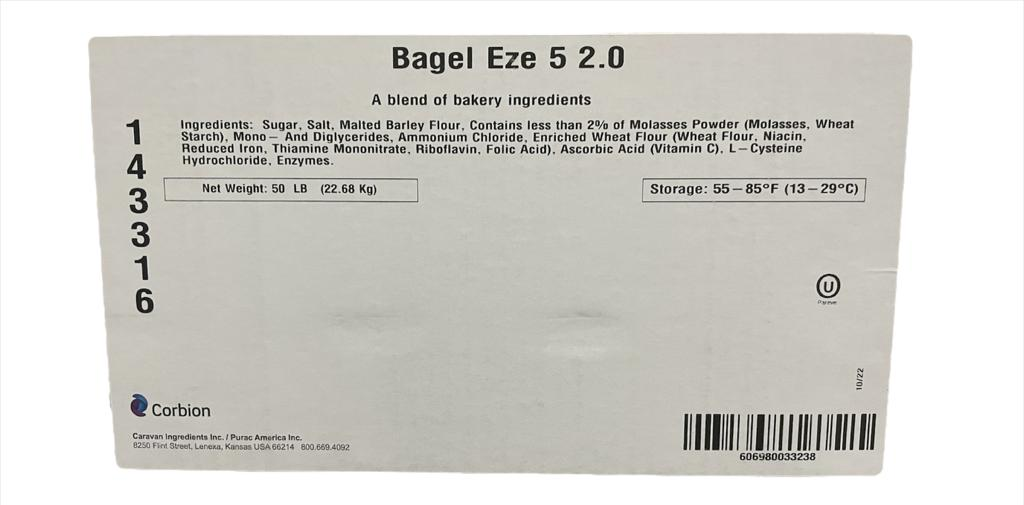 Bagel Eze 5 2.0
A blend of bakery ingredients
1
4
3
3
1
6
Ingredients: Sugar, Salt, Malted Barley Flour, Contains less than 2% of Molasses Powder (Molasses, Wheat
Starch), Mono- And Diglycerides, Ammonium Chloride, Enriched Wheat Flour (Wheat Flour, Niacin,
Reduced Iron, Thiamine Mononitrate, Riboflavin, Folic Acid), Ascorbic Acid (Vitamin C), L-Cysteine
Hydrochloride, Enzymes.
Net Weight: 50 LB (22.68 Kg)
Storage: 55-85°F (13-29°C)
U
Pareve
10/22
Corbion
Caravan Ingredients Inc. / Purac America Inc.
8250 Flint Street, Lenexa, Kansas USA 66214 800.669.4092
606980033238